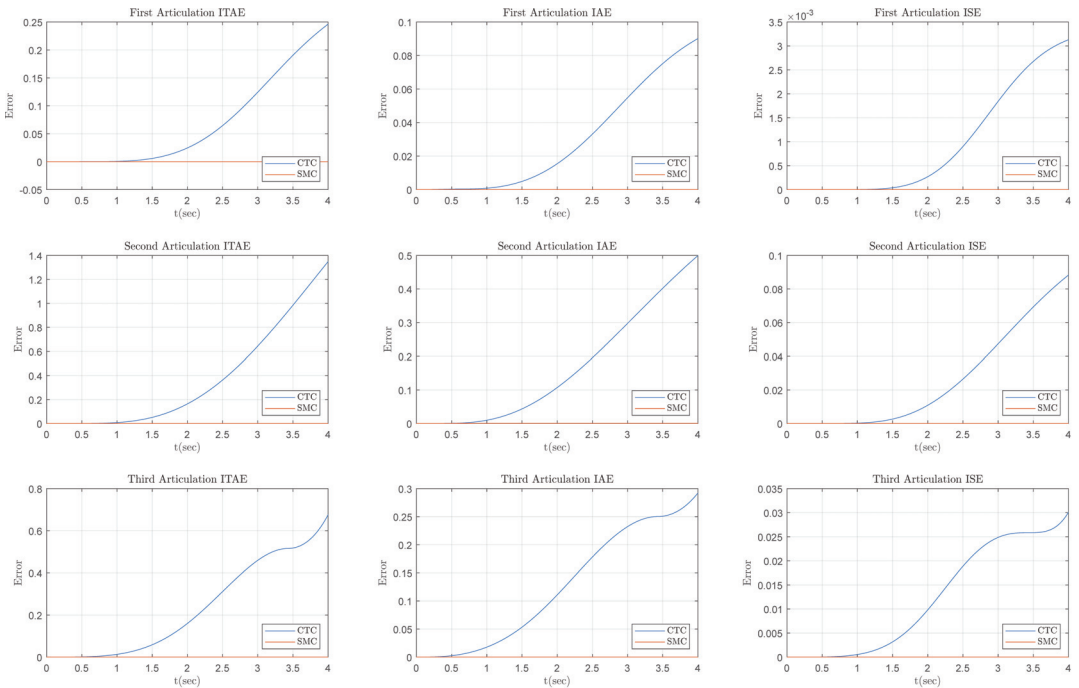 First Articulation ITAE
0.25
0.2
0.15
0.1
0.05
0
-0.05
Error
0 0.5 1 1.5 2 2.5 3 3.5 4
t(sec)
CTC
SMC
First Articulation IAE
0.1
0.08
0.06
0.04
0.02
0
Error
0 0.5 1 1.5 2 2.5 3 3.5 4
t(sec)
CTC
SMC
First Articulation ISE
×10⁻³
3.5
3
2.5
2
1.5
1
0.5
0
Error
0 0.5 1 1.5 2 2.5 3 3.5 4
t(sec)
CTC
SMC
Second Articulation ITAE
1.4
1.2
1
0.8
0.6
0.4
0.2
0
Error
0 0.5 1 1.5 2 2.5 3 3.5 4
t(sec)
CTC
SMC
Second Articulation IAE
0.5
0.4
0.3
0.2
0.1
0
Error
0 0.5 1 1.5 2 2.5 3 3.5 4
t(sec)
CTC
SMC
Second Articulation ISE
0.1
0.08
0.06
0.04
0.02
0
Error
0 0.5 1 1.5 2 2.5 3 3.5 4
t(sec)
CTC
SMC
Third Articulation ITAE
0.8
0.6
0.4
0.2
0
Error
0 0.5 1 1.5 2 2.5 3 3.5 4
t(sec)
CTC
SMC
Third Articulation IAE
0.3
0.25
0.2
0.15
0.1
0.05
0
Error
0 0.5 1 1.5 2 2.5 3 3.5 4
t(sec)
CTC
SMC
Third Articulation ISE
0.035
0.03
0.025
0.02
0.015
0.01
0.005
0
Error
0 0.5 1 1.5 2 2.5 3 3.5 4
t(sec)
CTC
SMC